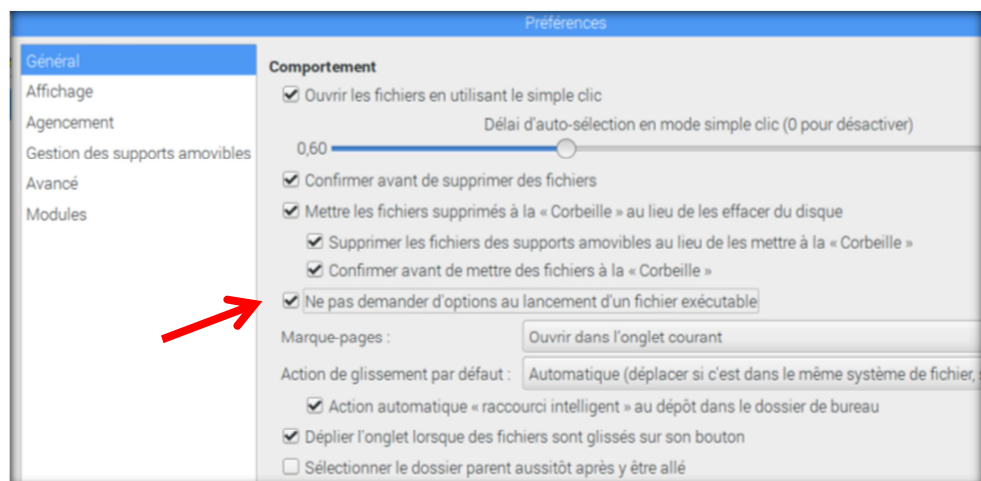 Préférences
Général
Affichage
Agencement
Gestion des supports amovibles
Avancé
Modules
Comportement
Ouvrir les fichiers en utilisant le simple clic
Délai d'auto-sélection en mode simple clic (0 pour désactiver)
0,60
Confirmer avant de supprimer des fichiers
Mettre les fichiers supprimés à la « Corbeille » au lieu de les effacer du disque
Supprimer les fichiers des supports amovibles au lieu de les mettre à la « Corbeille »
Confirmer avant de mettre des fichiers à la « Corbeille »
Ne pas demander d'options au lancement d'un fichier exécutable
Marque-pages : Ouvrir dans l'onglet courant
Action de glissement par défaut : Automatique (déplacer si c'est dans le même système de fichier,
Action automatique « raccourci intelligent » au dépôt dans le dossier de bureau
Déplier l'onglet lorsque des fichiers sont glissés sur son bouton
Sélectionner le dossier parent aussitôt après y être allé